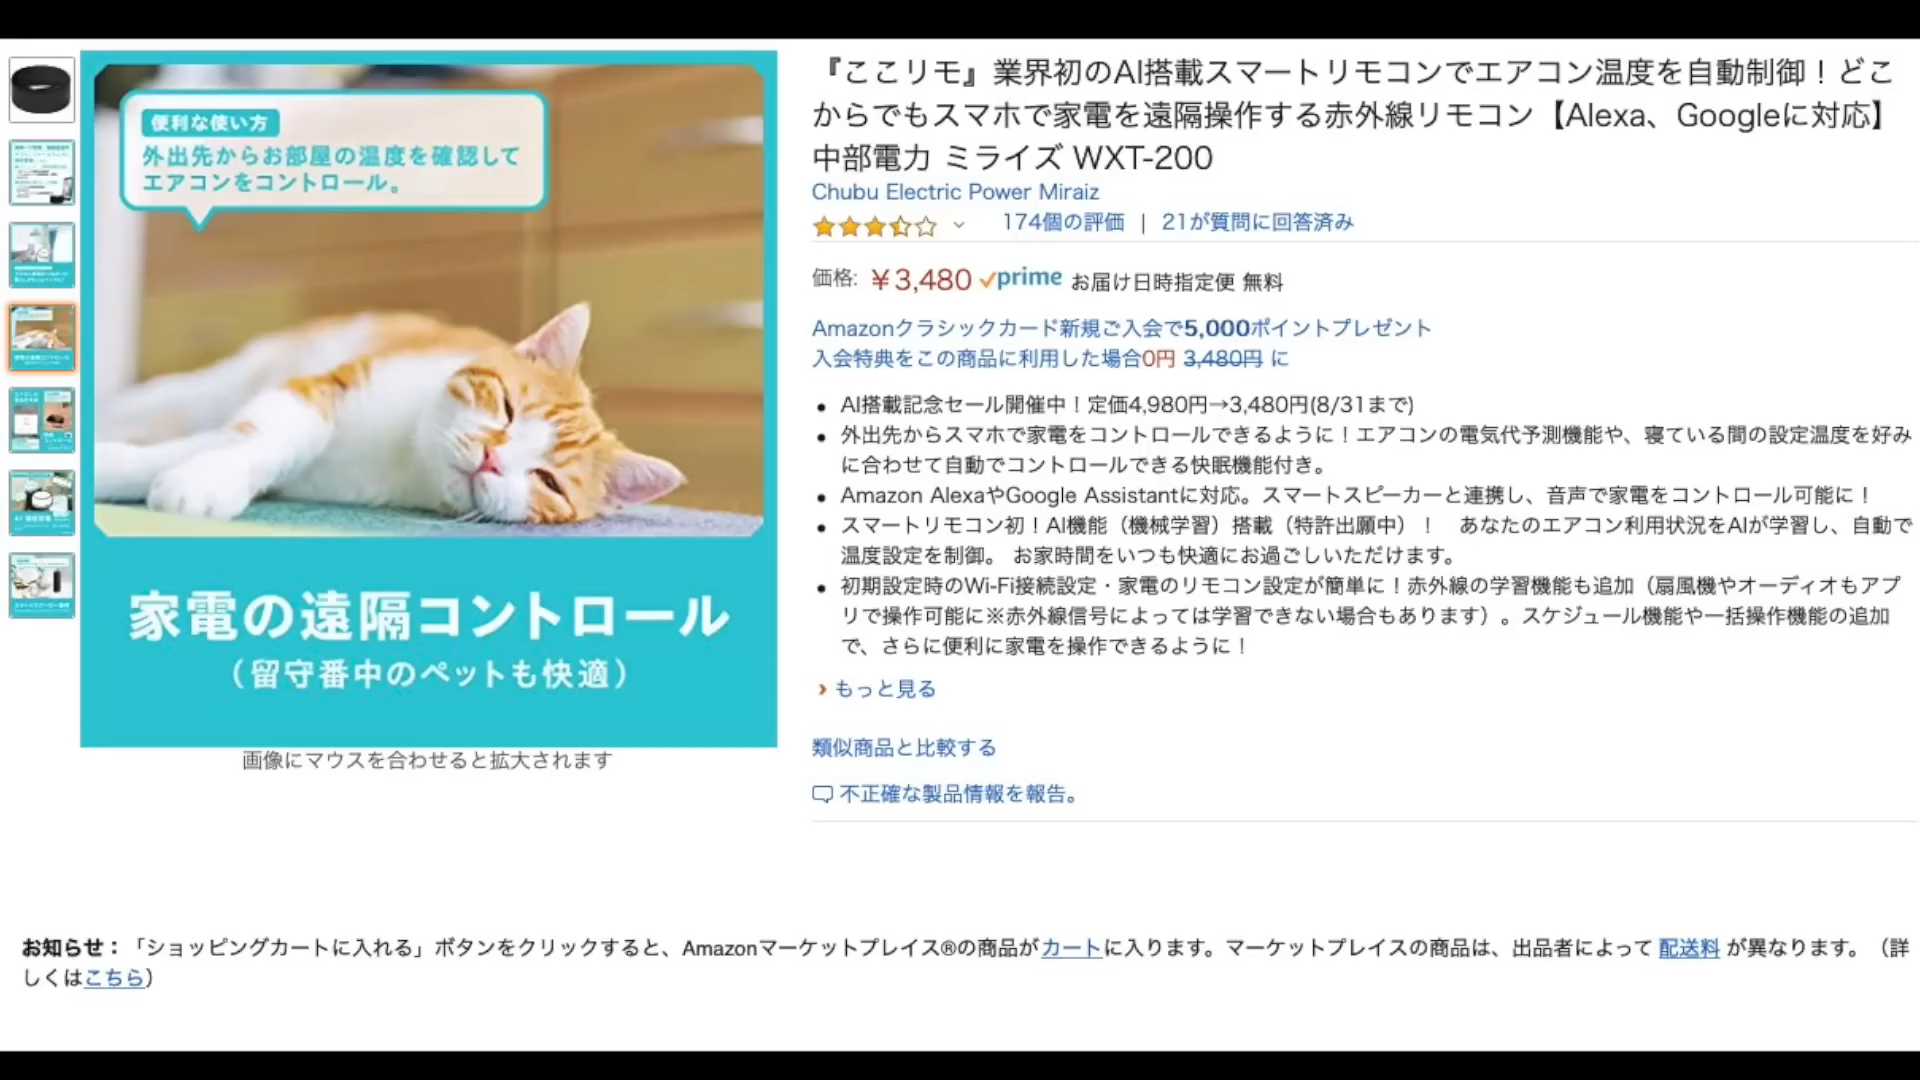 『ここリモ』業界初のAI搭載スマートリモコンでエアコン温度を自動制御！どこ
からでもスマホで家電を遠隔操作する赤外線リモコン【Alexa、Googleに対応】
中部電力 ミライズ WXT-200
Chubu Electric Power Miraiz
174個の評価 | 21が質問に回答済み
価格: ￥3,480 prime お届け日時指定便 無料
Amazonクラシックカード新規ご入会で5,000ポイントプレゼント
入会特典をこの商品に利用した場合0円 3,480円 に
• AI搭載記念セール開催中！定価4,980円→3,480円(8/31まで)
• 外出先からスマホで家電をコントロールできるように！エアコンの電気代予測機能や、寝ている間の設定温度を好み
に合わせて自動でコントロールできる快眠機能付き。
• Amazon AlexaやGoogle Assistantに対応。スマートスピーカーと連携し、音声で家電をコントロール可能に！
• スマートリモコン初！AI機能（機械学習）搭載（特許出願中）！ あなたのエアコン利用状況をAIが学習し、自動で
温度設定を制御。 お家時間をいつも快適にお過ごしいただけます。
• 初期設定時のWi-Fi接続設定・家電のリモコン設定が簡単に！赤外線の学習機能も追加（扇風機やオーディオもアプ
リで操作可能に※赤外線信号によっては学習できない場合もあります）。スケジュール機能や一括操作機能の追加
で、さらに便利に家電を操作できるように！
› もっと見る
類似商品と比較する
不正確な製品情報を報告。
便利な使い方
外出先からお部屋の温度を確認して
エアコンをコントロール。
家電の遠隔コントロール
（留守番中のペットも快適）
画像にマウスを合わせると拡大されます
お知らせ：「ショッピングカートに入れる」ボタンをクリックすると、Amazonマーケットプレイス®の商品がカートに入ります。マーケットプレイスの商品は、出品者によって 配送料 が異なります。（詳
しくはこちら）